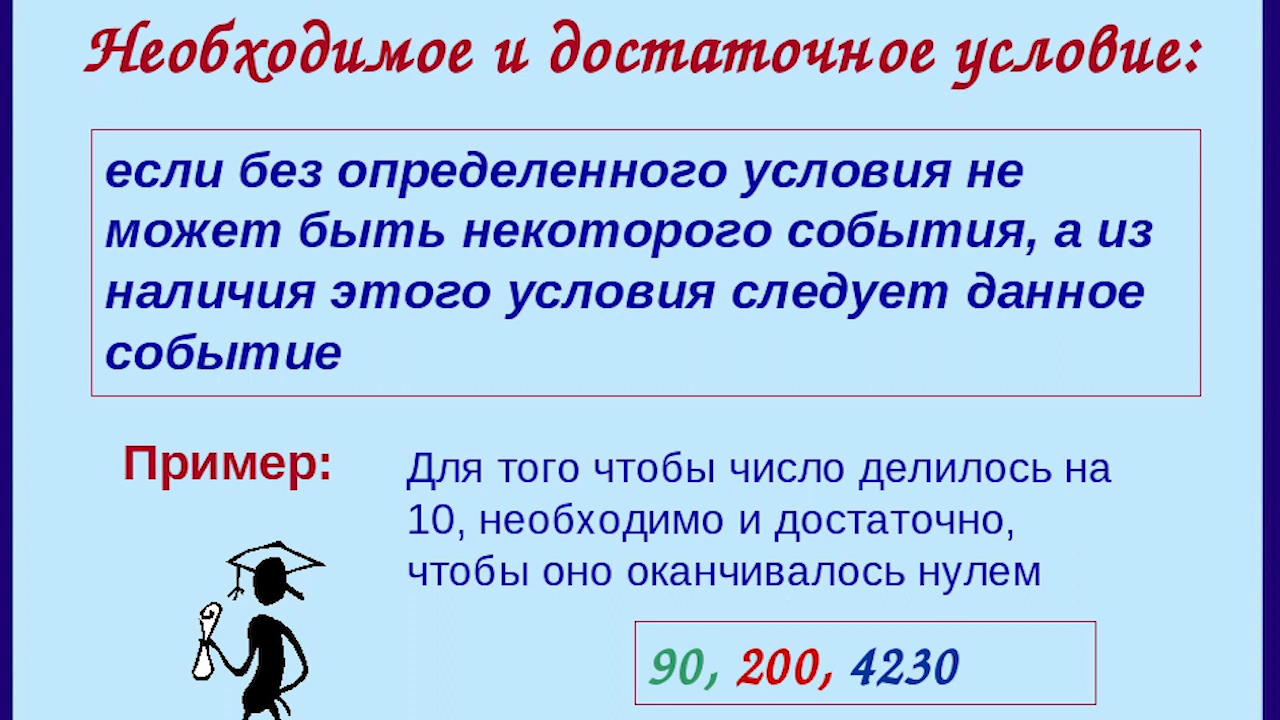 Необходимое и достаточное условие:
если без определенного условия не
может быть некоторого события, а из
наличия этого условия следует данное
событие
Пример:
Для того чтобы число делилось на
10, необходимо и достаточно,
чтобы оно оканчивалось нулем
90, 200, 4230